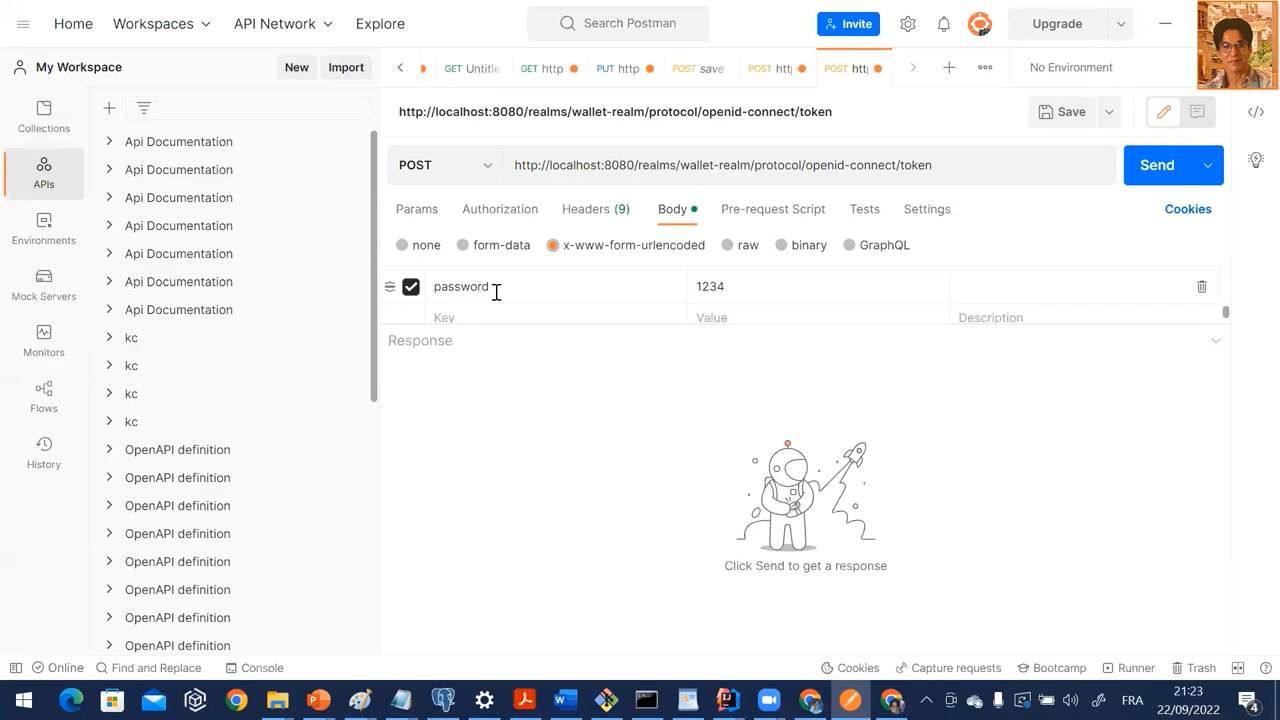 Home Workspaces API Network Explore Search Postman Invite Upgrade
My Workspace New Import GET Untitle GET http PUT http POST save POST htt POST htt No Environment
http://localhost:8080/realms/wallet-realm/protocol/openid-connect/token Save
Collections
APIs
Environments
Mock Servers
Monitors
Flows
History
Api Documentation
Api Documentation
Api Documentation
Api Documentation
Api Documentation
Api Documentation
Api Documentation
kc
kc
kc
kc
OpenAPI definition
OpenAPI definition
OpenAPI definition
OpenAPI definition
OpenAPI definition
OpenAPI definition
OpenAPI definition
OpenAPI definition
POST http://localhost:8080/realms/wallet-realm/protocol/openid-connect/token Send
Params Authorization Headers (9) Body Pre-request Script Tests Settings Cookies
none form-data x-www-form-urlencoded raw binary GraphQL
password 1234
Key Value Description
Response
Click Send to get a response
Online Find and Replace Console Cookies Capture requests Bootcamp Runner Trash
FRA 21:23
22/09/2022 4